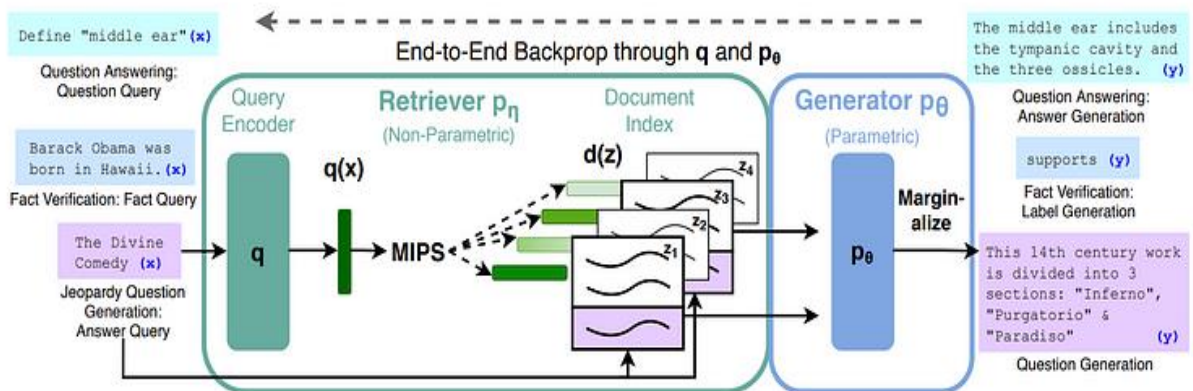 Define "middle ear" (x)
Question Answering:
Question Query
Barack Obama was
born in Hawaii. (x)
Fact Verification: Fact Query
The Divine
Comedy (x)
Jeopardy Question
Generation:
Answer Query
End-to-End Backprop through q and pθ
Query
Encoder
Retriever pη
(Non-Parametric)
Document
Index
q
q(x)
MIPS
d(z)
z4
z3
z2
z1
Generator pθ
(Parametric)
pθ
Margin-
alize
The middle ear includes
the tympanic cavity and
the three ossicles. (y)
Question Answering:
Answer Generation
supports (y)
Fact Verification:
Label Generation
This 14th century work
is divided into 3
sections: "Inferno",
"Purgatorio" &
"Paradiso" (y)
Question Generation